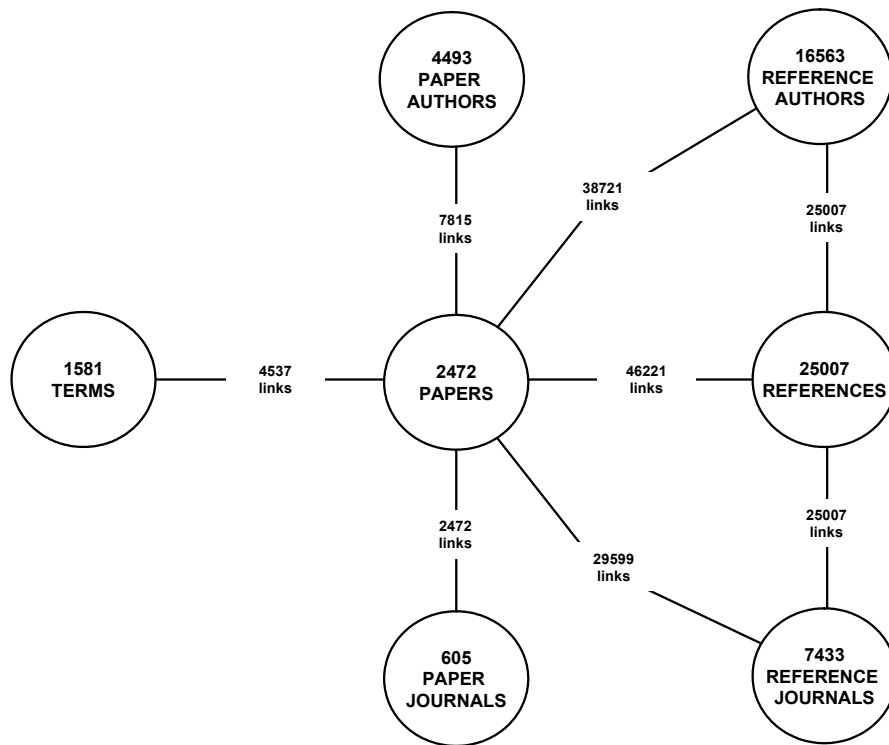 4493
PAPER
AUTHORS
16563
REFERENCE
AUTHORS
38721
links
7815
links
25007
links
1581
TERMS
4537
links
2472
PAPERS
46221
links
25007
REFERENCES
2472
links
25007
links
29599
links
605
PAPER
JOURNALS
7433
REFERENCE
JOURNALS